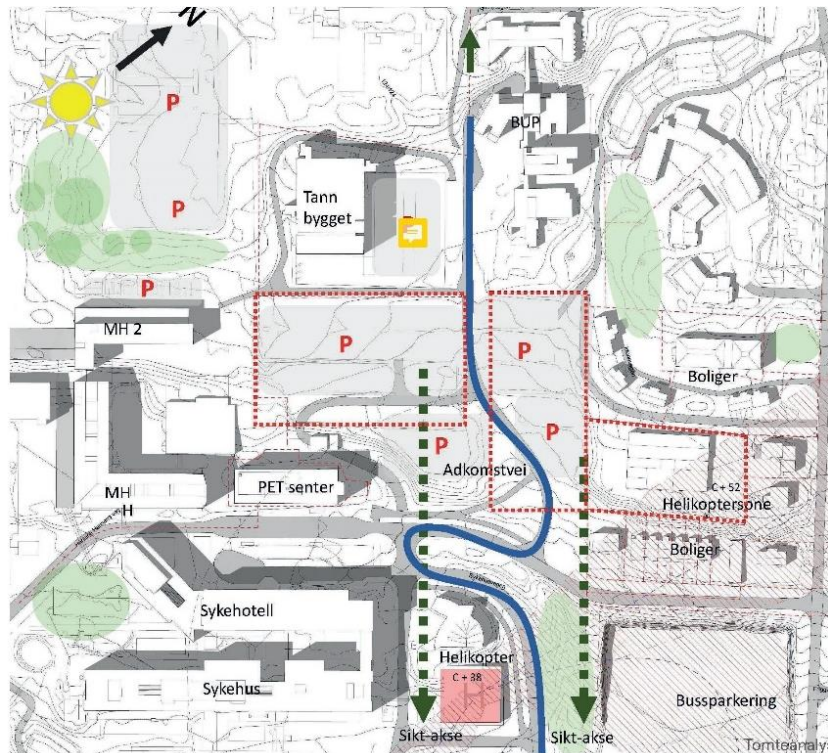 N
P
BUP
Tann
bygget
P
P
MH 2
P
P
Boliger
P
P
Adkomstvei
PET senter
C + 52
MH
H
Helikoptersone
Boliger
Sykehotell
Helikopter
C + 38
H
Sykehus
Bussparkering
Sikt-akse
Sikt-akse
Tomteanaly